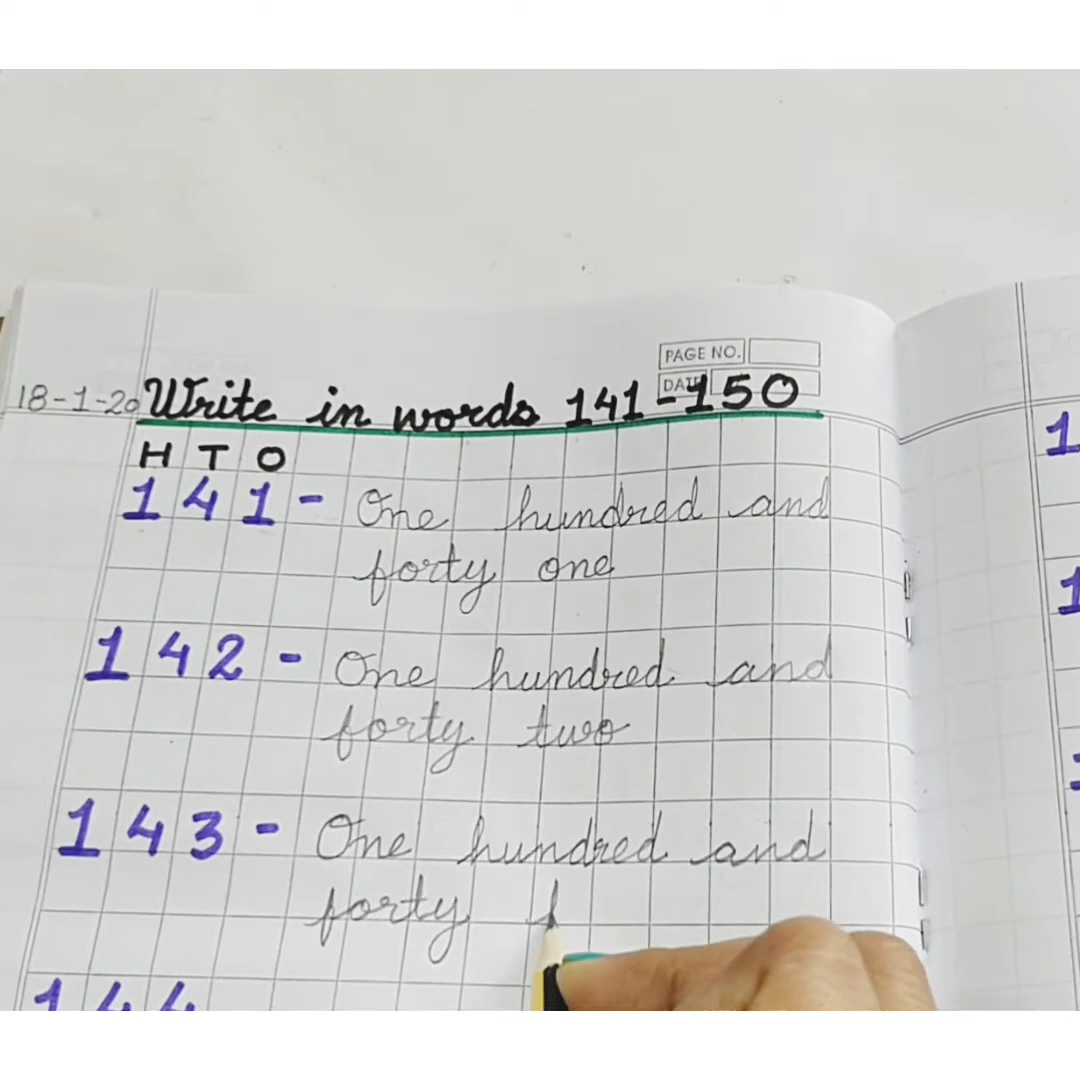 PAGE NO.
DATE
18-1-20 Write in words 141-150
H T O
141 - One hundred and
forty one
142 - One hundred and
forty two
143 - One hundred and
forty
144